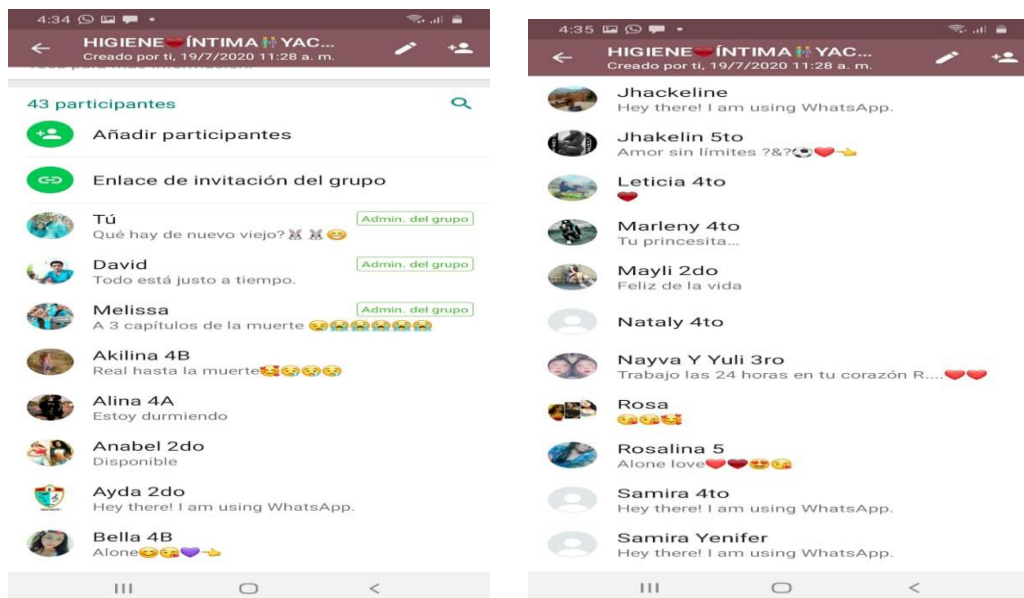 4:34
HIGIENE❤️ÍNTIMA👫YAC...
Creado por ti, 19/7/2020 11:28 a. m.
43 participantes
Añadir participantes
Enlace de invitación del grupo
Tú
Admin. del grupo
Qué hay de nuevo viejo?🐰🐰😁
David
Admin. del grupo
Todo está justo a tiempo.
Melissa
Admin. del grupo
A 3 capítulos de la muerte 😪😭😭😭😭😭
Akilina 4B
Real hasta la muerte🥰😢😢😢
Alina 4A
Estoy durmiendo
Anabel 2do
Disponible
Ayda 2do
Hey there! I am using WhatsApp.
Bella 4B
Alone😊😘💜👈
4:35
HIGIENE❤️ÍNTIMA👫YAC...
Creado por ti, 19/7/2020 11:28 a. m.
Jhackeline
Hey there! I am using WhatsApp.
Jhakelin 5to
Amor sin límites ?&?⚽❤️👈
Leticia 4to
❤️
Marleny 4to
Tu princesita...
Mayli 2do
Feliz de la vida
Nataly 4to
Nayva Y Yuli 3ro
Trabajo las 24 horas en tu corazón R....❤️❤️
Rosa
😘😘🥰
Rosalina 5
Alone love❤️❤️😍😘
Samira 4to
Hey there! I am using WhatsApp.
Samira Yenifer
Hey there! I am using WhatsApp.